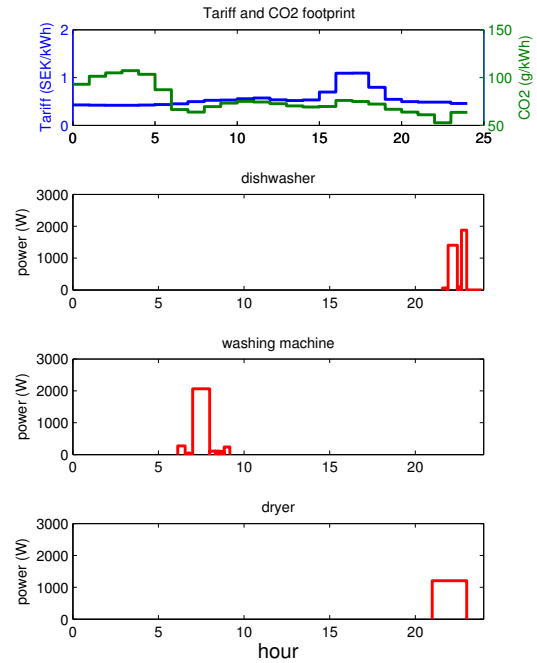 Tariff and CO2 footprint
2
1
0
Tariff (SEK/kWh)
150
100
50
CO2 (g/kWh)
0 5 10 15 20 25
dishwasher
3000
2000
1000
0
power (W)
0 5 10 15 20
washing machine
3000
2000
1000
0
power (W)
0 5 10 15 20
dryer
3000
2000
1000
0
power (W)
0 5 10 15 20
hour